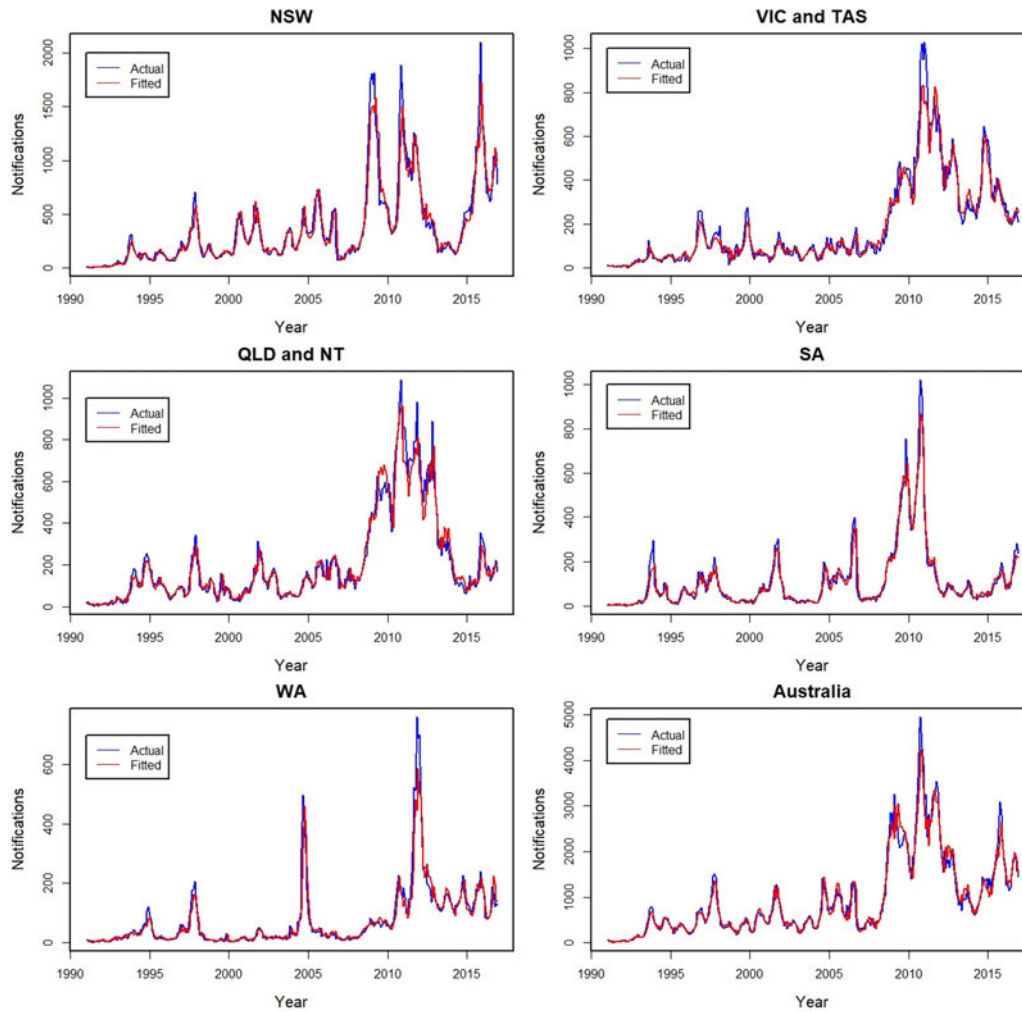 NSW
Notifications
0 500 1000 1500 2000
Actual
Fitted
1990 1995 2000 2005 2010 2015
Year
VIC and TAS
Notifications
0 200 400 600 800 1000
Actual
Fitted
1990 1995 2000 2005 2010 2015
Year
QLD and NT
Notifications
0 200 400 600 800 1000
Actual
Fitted
1990 1995 2000 2005 2010 2015
Year
SA
Notifications
0 200 400 600 800 1000
Actual
Fitted
1990 1995 2000 2005 2010 2015
Year
WA
Notifications
0 200 400 600
Actual
Fitted
1990 1995 2000 2005 2010 2015
Year
Australia
Notifications
0 1000 2000 3000 4000 5000
Actual
Fitted
1990 1995 2000 2005 2010 2015
Year